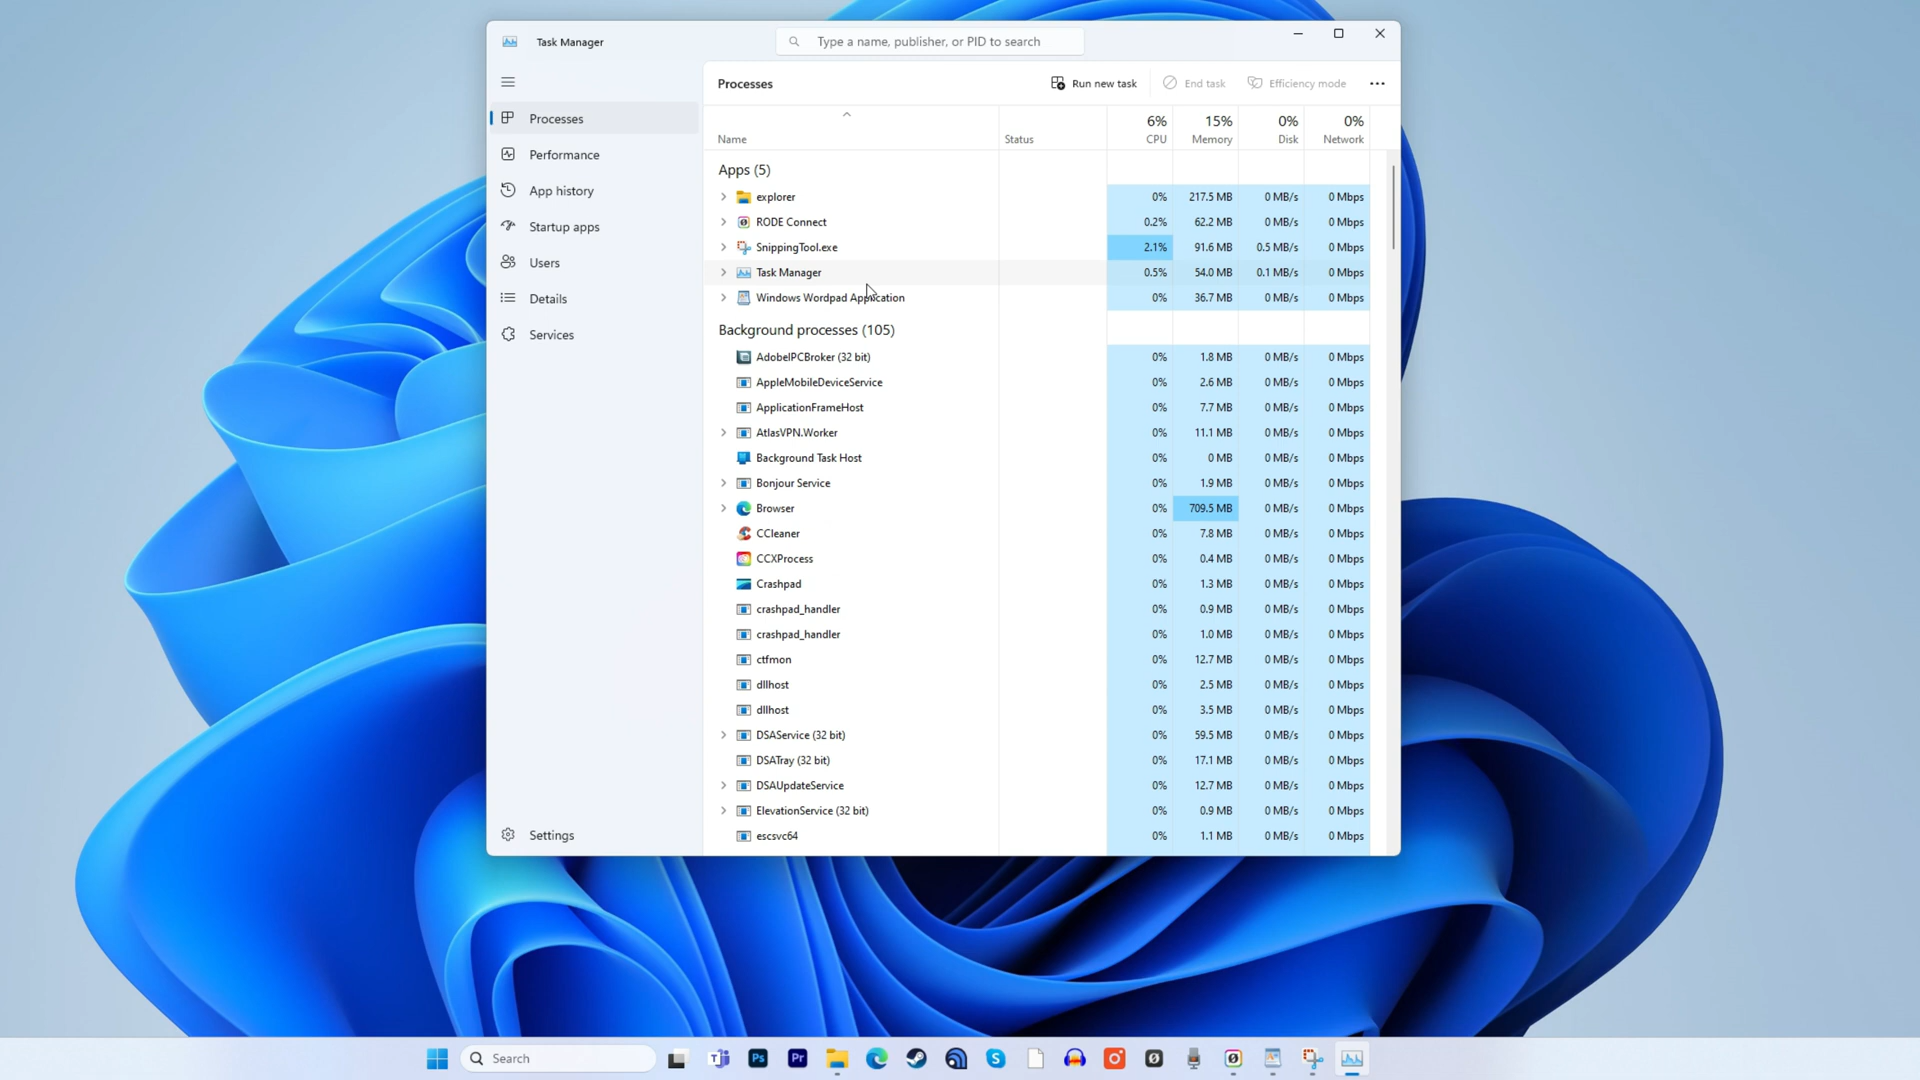 Task Manager
Type a name, publisher, or PID to search
Processes
Run new task
End task
Efficiency mode
Processes
Performance
App history
Startup apps
Users
Details
Services
Settings
6% 15% 0% 0%
Name Status CPU Memory Disk Network
Apps (5)
explorer 0% 217.5 MB 0 MB/s 0 Mbps
RODE Connect 0.2% 62.2 MB 0 MB/s 0 Mbps
SnippingTool.exe 2.1% 91.6 MB 0.5 MB/s 0 Mbps
Task Manager 0.5% 54.0 MB 0.1 MB/s 0 Mbps
Windows Wordpad Application 0% 36.7 MB 0 MB/s 0 Mbps
Background processes (105)
AdobeIPCBroker (32 bit) 0% 1.8 MB 0 MB/s 0 Mbps
AppleMobileDeviceService 0% 2.6 MB 0 MB/s 0 Mbps
ApplicationFrameHost 0% 7.7 MB 0 MB/s 0 Mbps
AtlasVPN.Worker 0% 11.1 MB 0 MB/s 0 Mbps
Background Task Host 0% 0 MB 0 MB/s 0 Mbps
Bonjour Service 0% 1.9 MB 0 MB/s 0 Mbps
Browser 0% 709.5 MB 0 MB/s 0 Mbps
CCleaner 0% 7.8 MB 0 MB/s 0 Mbps
CCXProcess 0% 0.4 MB 0 MB/s 0 Mbps
Crashpad 0% 1.3 MB 0 MB/s 0 Mbps
crashpad_handler 0% 0.9 MB 0 MB/s 0 Mbps
crashpad_handler 0% 1.0 MB 0 MB/s 0 Mbps
ctfmon 0% 12.7 MB 0 MB/s 0 Mbps
dllhost 0% 2.5 MB 0 MB/s 0 Mbps
dllhost 0% 3.5 MB 0 MB/s 0 Mbps
DSAService (32 bit) 0% 59.5 MB 0 MB/s 0 Mbps
DSATray (32 bit) 0% 17.1 MB 0 MB/s 0 Mbps
DSAUpdateService 0% 12.7 MB 0 MB/s 0 Mbps
ElevationService (32 bit) 0% 0.9 MB 0 MB/s 0 Mbps
escsvc64 0% 1.1 MB 0 MB/s 0 Mbps
Search
Ps
Pr